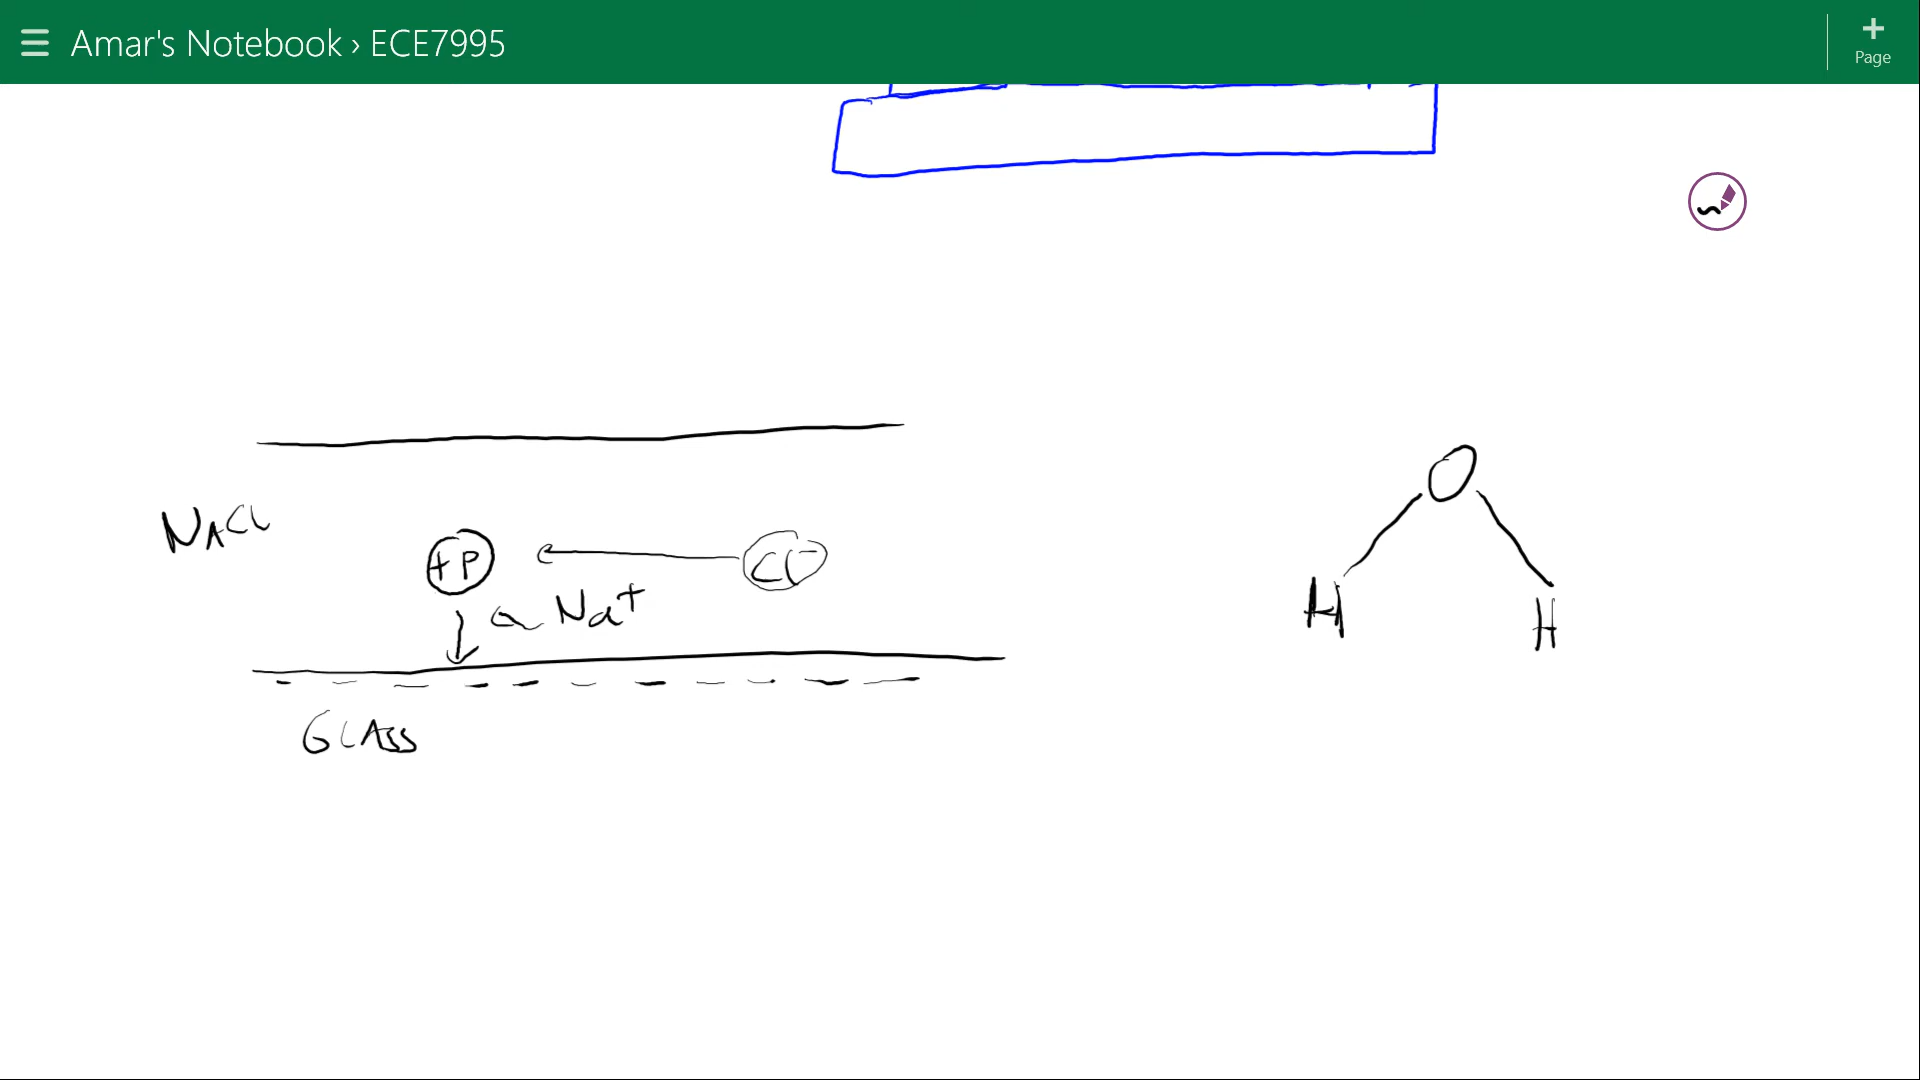 Amar's Notebook › ECE7995
Page
NACl
+P
Cl-
Na+
GLASS
O
H
H